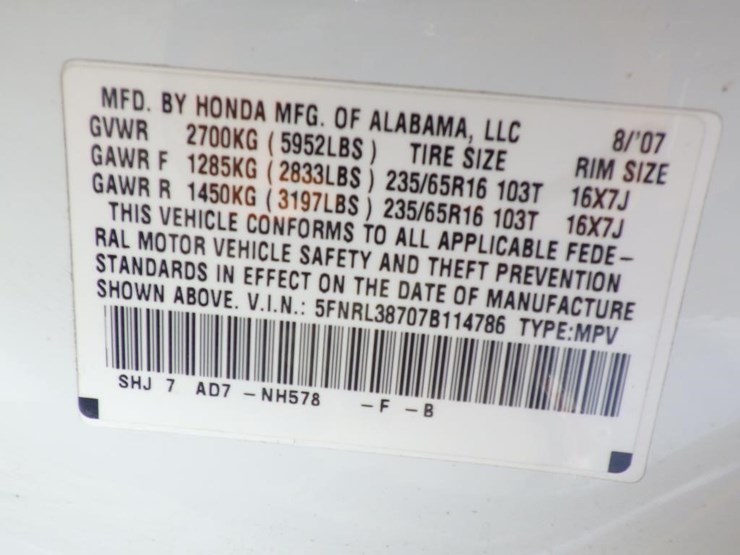 MFD. BY HONDA MFG. OF ALABAMA, LLC 8/'07
GVWR 2700KG ( 5952LBS ) TIRE SIZE RIM SIZE
GAWR F 1285KG ( 2833LBS ) 235/65R16 103T 16X7J
GAWR R 1450KG ( 3197LBS ) 235/65R16 103T 16X7J
THIS VEHICLE CONFORMS TO ALL APPLICABLE FEDE-
RAL MOTOR VEHICLE SAFETY AND THEFT PREVENTION
STANDARDS IN EFFECT ON THE DATE OF MANUFACTURE
SHOWN ABOVE. V.I.N.: 5FNRL38707B114786 TYPE:MPV
SHJ 7 AD7 -NH578 -F -B